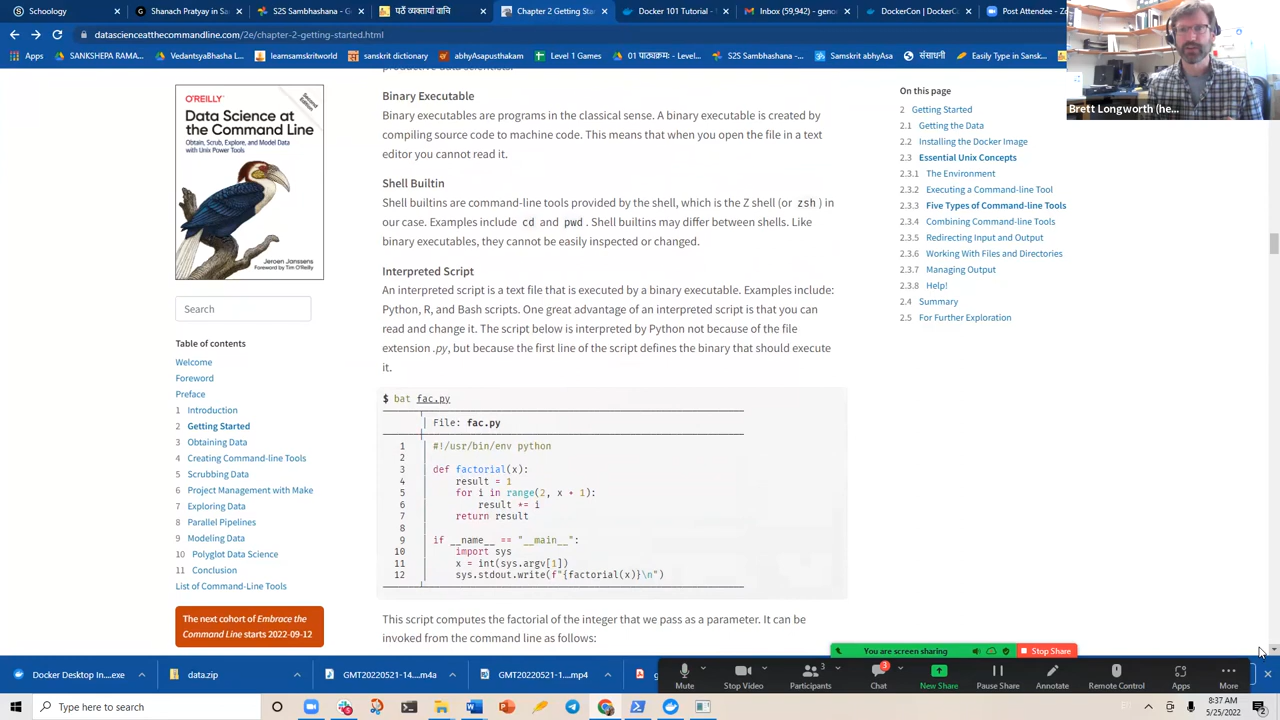 Schoology
Shanara Account - G
S2S Sambhashana - G
पठँ व्यक्तायां वाचि
Chapter 2 Getting Star
Docker 101 Tutorial -
Inbox (59,942) - geno
DockerCon | DockerCo
Post Attendee - Z
datascienceatthecommandline.com/2e/chapter-2-getting-started.html
Apps
SANKSHEPA RAMA...
VedantasyaBhasha L...
learnsamskritworld
sanskrit dictionary
abhyAsapustakham
Level 1 Games
01 पाठ्यक्रमः - Level...
S2S Sambhashana -...
Sanskrit abhyAsa
संसाधनी
Easily Type in Sansk...
Brett Longworth (he...
productive data scientists.
Binary Executable
Binary executables are programs in the classical sense. A binary executable is created by
compiling source code to machine code. This means that when you open the file in a text
editor you cannot read it.
Shell Builtin
Shell builtins are command-line tools provided by the shell, which is the Z shell (or zsh ) in
our case. Examples include cd and pwd . Shell builtins may differ between shells. Like
binary executables, they cannot be easily inspected or changed.
Interpreted Script
An interpreted script is a text file that is executed by a binary executable. Examples include:
Python, R, and Bash scripts. One great advantage of an interpreted script is that you can
read and change it. The script below is interpreted by Python not because of the file
extension .py, but because the first line of the script defines the binary that should execute
it.
$ bat fac.py
File: fac.py
1 #!/usr/bin/env python
2
3 def factorial(x):
4 result = 1
5 for i in range(2, x + 1):
6 result *= i
7 return result
8
9 if __name__ == "__main__":
10 import sys
11 x = int(sys.argv[1])
12 sys.stdout.write(f"{factorial(x)}\n")
This script computes the factorial of the integer that we pass as a parameter. It can be
invoked from the command line as follows:
O'REILLY
Second Edition
Data Science at
the Command Line
Obtain, Scrub, Explore, and Model Data
with Unix Power Tools
Jeroen Janssens
Foreword by Tim O'Reilly
Search
Table of contents
Welcome
Foreword
Preface
1 Introduction
2 Getting Started
3 Obtaining Data
4 Creating Command-line Tools
5 Scrubbing Data
6 Project Management with Make
7 Exploring Data
8 Parallel Pipelines
9 Modeling Data
10 Polyglot Data Science
11 Conclusion
List of Command-Line Tools
The next cohort of Embrace the
Command Line starts 2022-09-12
On this page
2 Getting Started
2.1 Getting the Data
2.2 Installing the Docker Image
2.3 Essential Unix Concepts
2.3.1 The Environment
2.3.2 Executing a Command-line Tool
2.3.3 Five Types of Command-line Tools
2.3.4 Combining Command-line Tools
2.3.5 Redirecting Input and Output
2.3.6 Working With Files and Directories
2.3.7 Managing Output
2.3.8 Help!
2.4 Summary
2.5 For Further Exploration
You are screen sharing
Stop Share
Docker Desktop In....exe
data.zip
GMT20220521-14....m4a
GMT20220521-1....mp4
Mute
Stop Video
3
Participants
3
Chat
New Share
Pause Share
Annotate
Remote Control
Apps
More
Type here to search
8:37 AM
5/25/2022
2